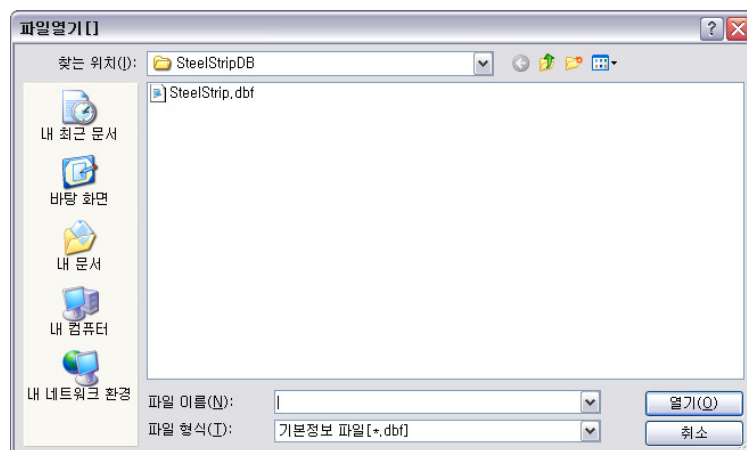 파일열기[]
찾는 위치(I): SteelStripDB
SteelStrip.dbf
내 최근 문서
바탕 화면
내 문서
내 컴퓨터
내 네트워크 환경
파일 이름(N): 열기(O)
파일 형식(T): 기본정보 파일[*.dbf] 취소